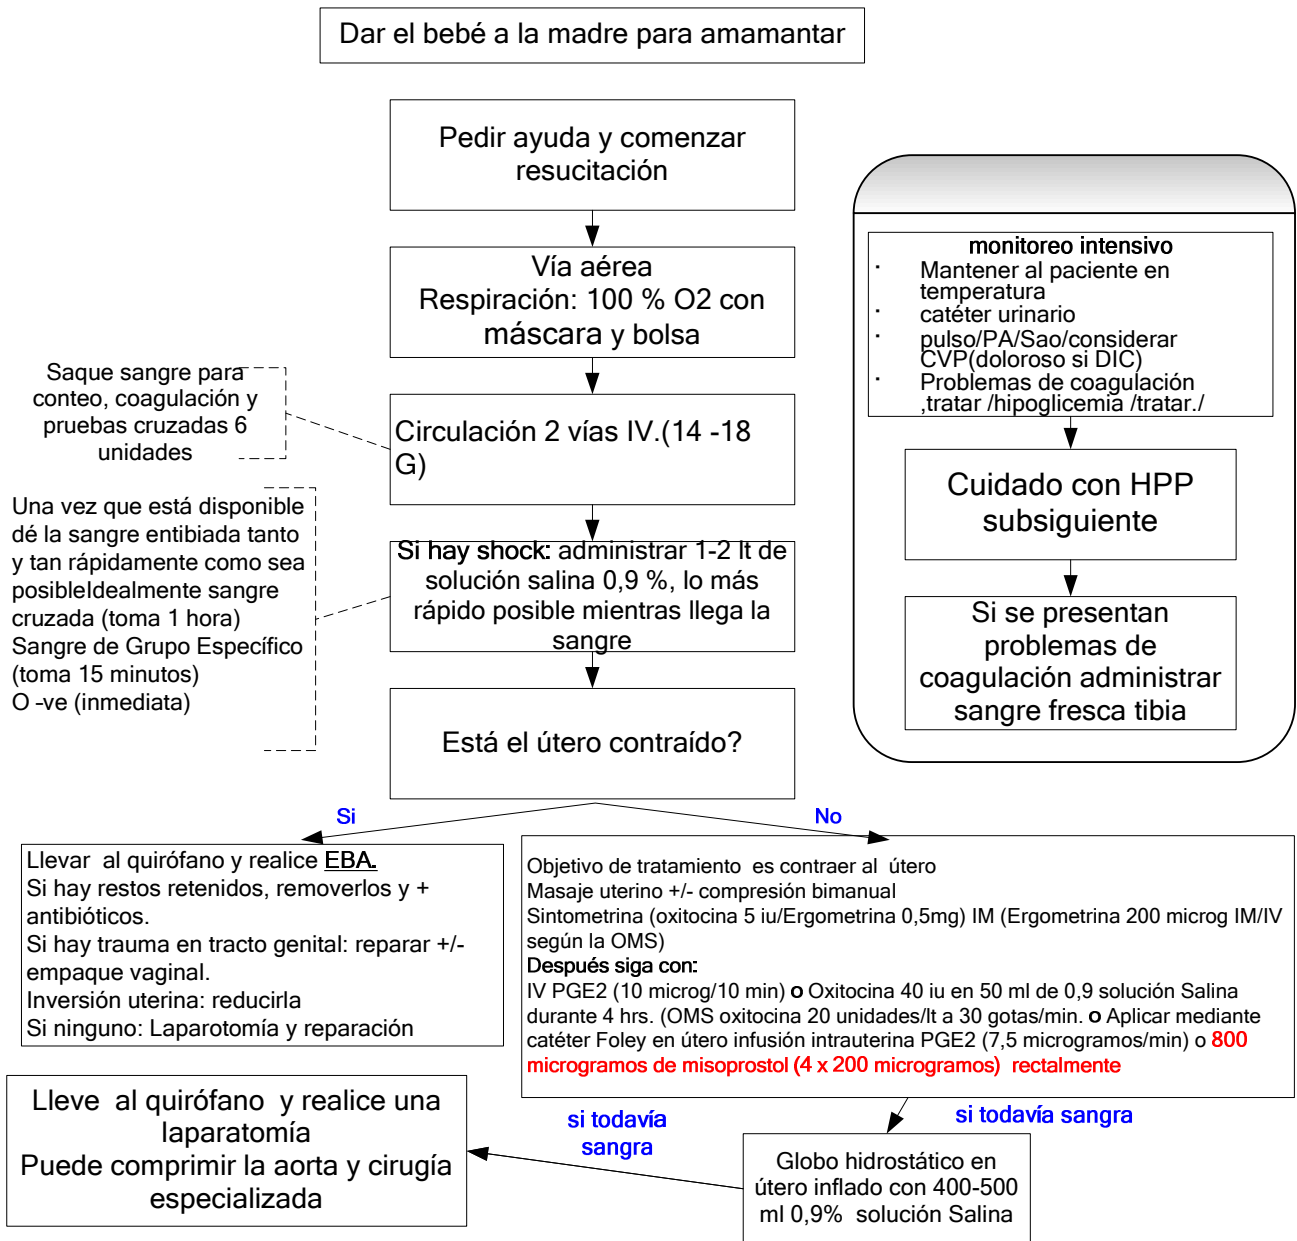 Dar el bebé a la madre para amamantar
Pedir ayuda y comenzar
resucitación
Vía aérea
Respiración: 100 % O2 con
máscara y bolsa
Saque sangre para
conteo, coagulación y
pruebas cruzadas 6
unidades
Circulación 2 vías IV.(14 -18
G)
Una vez que está disponible
dé la sangre entibiada tanto
y tan rápidamente como sea
posibleIdealmente sangre
cruzada (toma 1 hora)
Sangre de Grupo Específico
(toma 15 minutos)
O –ve (inmediata)
Si hay shock: administrar 1-2 lt de
solución salina 0,9 %, lo más
rápido posible mientras llega la
sangre
Está el útero contraído?
monitoreo intensivo
· Mantener al paciente en
temperatura
· catéter urinario
· pulso/PA/Sao/considerar
CVP(doloroso si DIC)
· Problemas de coagulación
,tratar /hipoglicemia /tratar./
Cuidado con HPP
subsiguiente
Si se presentan
problemas de
coagulación administrar
sangre fresca tibia
Si
No
Llevar al quirófano y realice EBA.
Si hay restos retenidos, removerlos y +
antibióticos.
Si hay trauma en tracto genital: reparar +/-
empaque vaginal.
Inversión uterina: reducirla
Si ninguno: Laparotomía y reparación
Objetivo de tratamiento es contraer al útero
Masaje uterino +/- compresión bimanual
Sintometrina (oxitocina 5 iu/Ergometrina 0,5mg) IM (Ergometrina 200 microg IM/IV
según la OMS)
Después siga con:
IV PGE2 (10 microg/10 min) o Oxitocina 40 iu en 50 ml de 0,9 solución Salina
durante 4 hrs. (OMS oxitocina 20 unidades/lt a 30 gotas/min. o Aplicar mediante
catéter Foley en útero infusión intrauterina PGE2 (7,5 microgramos/min) o 800
microgramos de misoprostol (4 x 200 microgramos) rectalmente
si todavía
sangra
si todavía sangra
Lleve al quirófano y realice una
laparatomía
Puede comprimir la aorta y cirugía
especializada
Globo hidrostático en
útero inflado con 400-500
ml 0,9% solución Salina